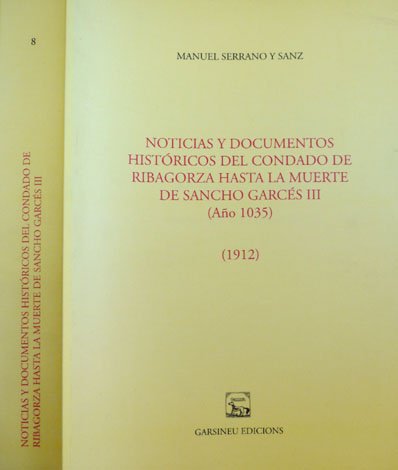 8
NOTICIAS Y DOCUMENTOS HISTÓRICOS DEL CONDADO DE
RIBAGORZA HASTA LA MUERTE DE SANCHO GARCÉS III
MANUEL SERRANO Y SANZ
NOTICIAS Y DOCUMENTOS
HISTÓRICOS DEL CONDADO DE
RIBAGORZA HASTA LA MUERTE
DE SANCHO GARCÉS III
(Año 1035)
(1912)
GARSINEU EDICIONS